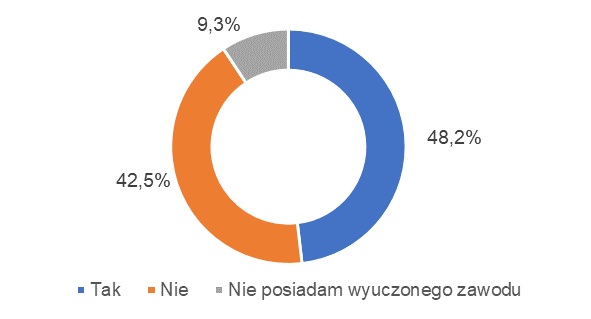 9,3%
48,2%
42,5%
Tak Nie Nie posiadam wyuczonego zawodu